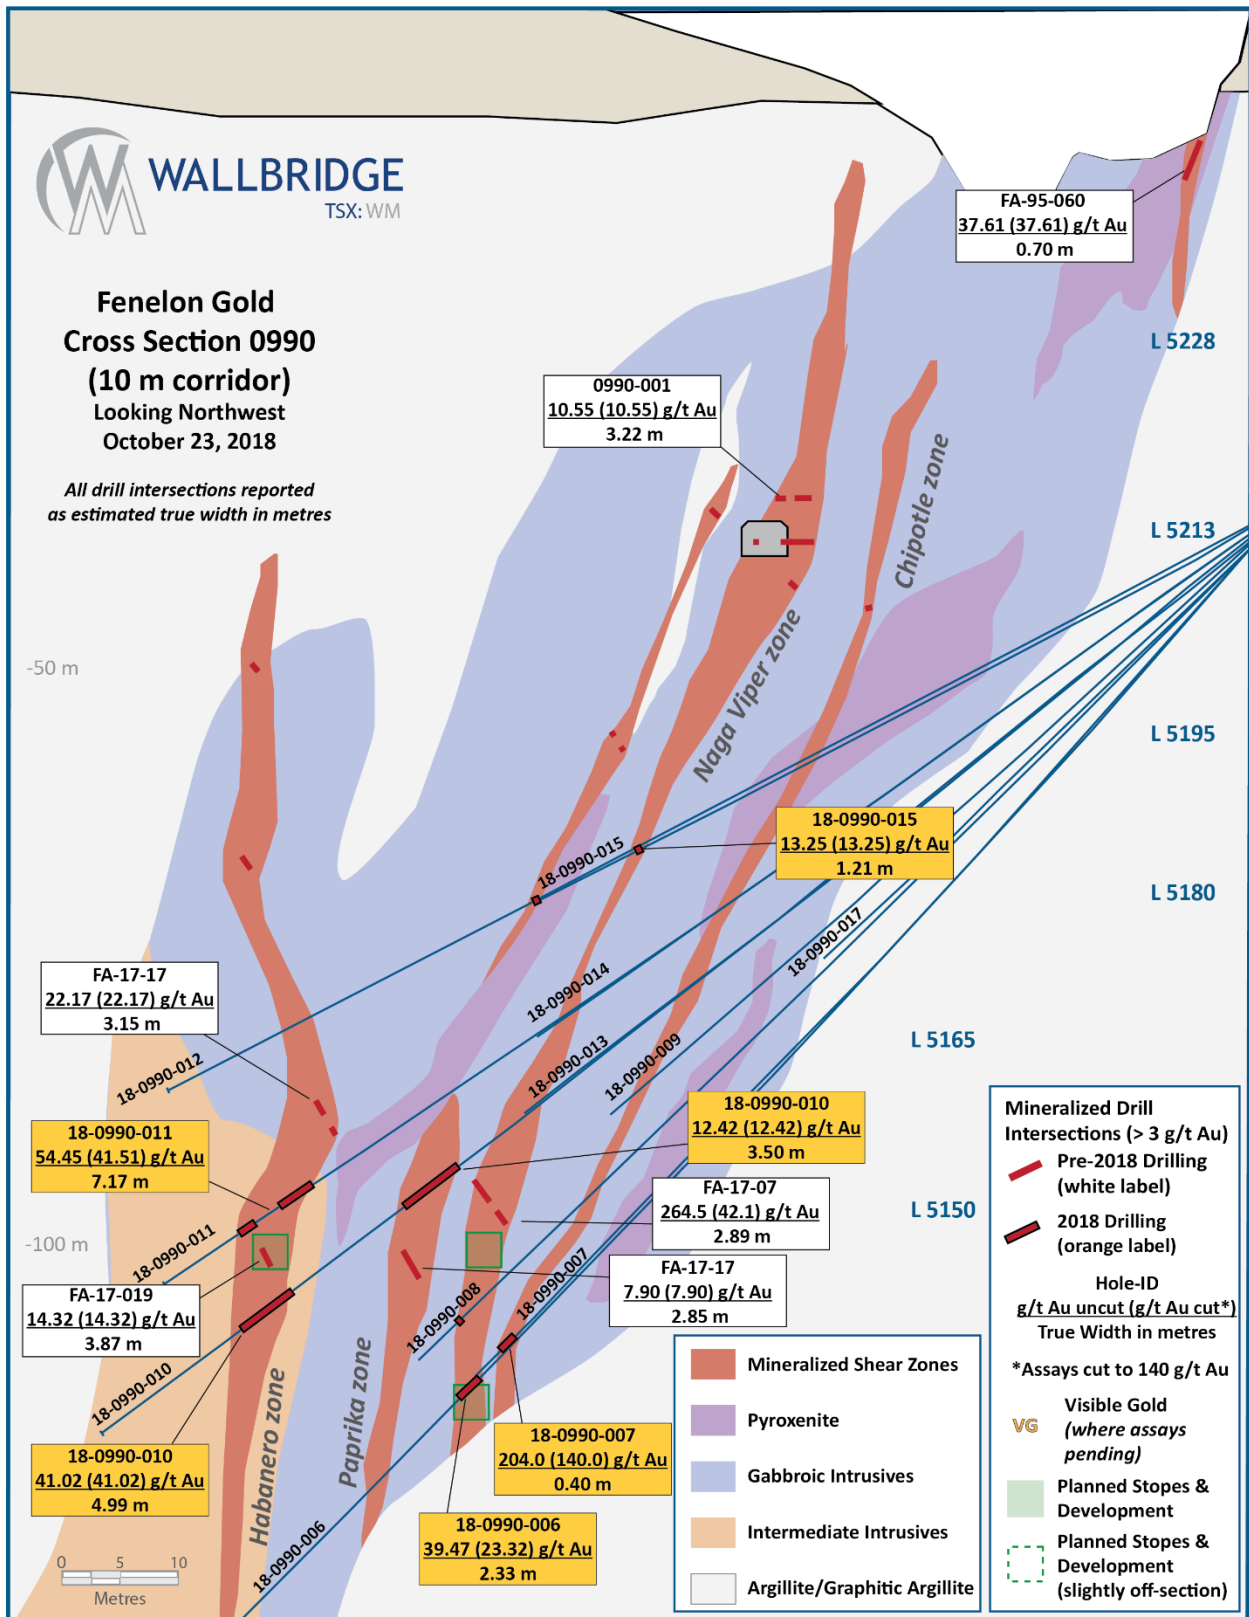 WALLBRIDGE
TSX: WM
Fenelon Gold
Cross Section 0990
(10 m corridor)
Looking Northwest
October 23, 2018
All drill intersections reported
as estimated true width in metres
FA-95-060
37.61 (37.61) g/t Au
0.70 m
L 5228
0990-001
10.55 (10.55) g/t Au
3.22 m
L 5213
Chipotle zone
Naga Viper zone
-50 m
L 5195
18-0990-015
13.25 (13.25) g/t Au
1.21 m
18-0990-015
L 5180
18-0990-017
FA-17-17
22.17 (22.17) g/t Au
3.15 m
18-0990-014
18-0990-012
18-0990-013
18-0990-009
L 5165
18-0990-011
54.45 (41.51) g/t Au
7.17 m
18-0990-010
12.42 (12.42) g/t Au
3.50 m
FA-17-07
264.5 (42.1) g/t Au
2.89 m
L 5150
-100 m
18-0990-011
18-0990-007
FA-17-17
7.90 (7.90) g/t Au
2.85 m
FA-17-019
14.32 (14.32) g/t Au
3.87 m
18-0990-008
18-0990-010
Habanero zone
Paprika zone
18-0990-010
41.02 (41.02) g/t Au
4.99 m
18-0990-007
204.0 (140.0) g/t Au
0.40 m
18-0990-006
39.47 (23.32) g/t Au
2.33 m
18-0990-006
0 5 10
Metres
Mineralized Shear Zones
Pyroxenite
Gabbroic Intrusives
Intermediate Intrusives
Argillite/Graphitic Argillite
Mineralized Drill
Intersections (> 3 g/t Au)
Pre-2018 Drilling
(white label)
2018 Drilling
(orange label)
Hole-ID
g/t Au uncut (g/t Au cut*)
True Width in metres
*Assays cut to 140 g/t Au
VG
Visible Gold
(where assays
pending)
Planned Stopes &
Development
Planned Stopes &
Development
(slightly off-section)